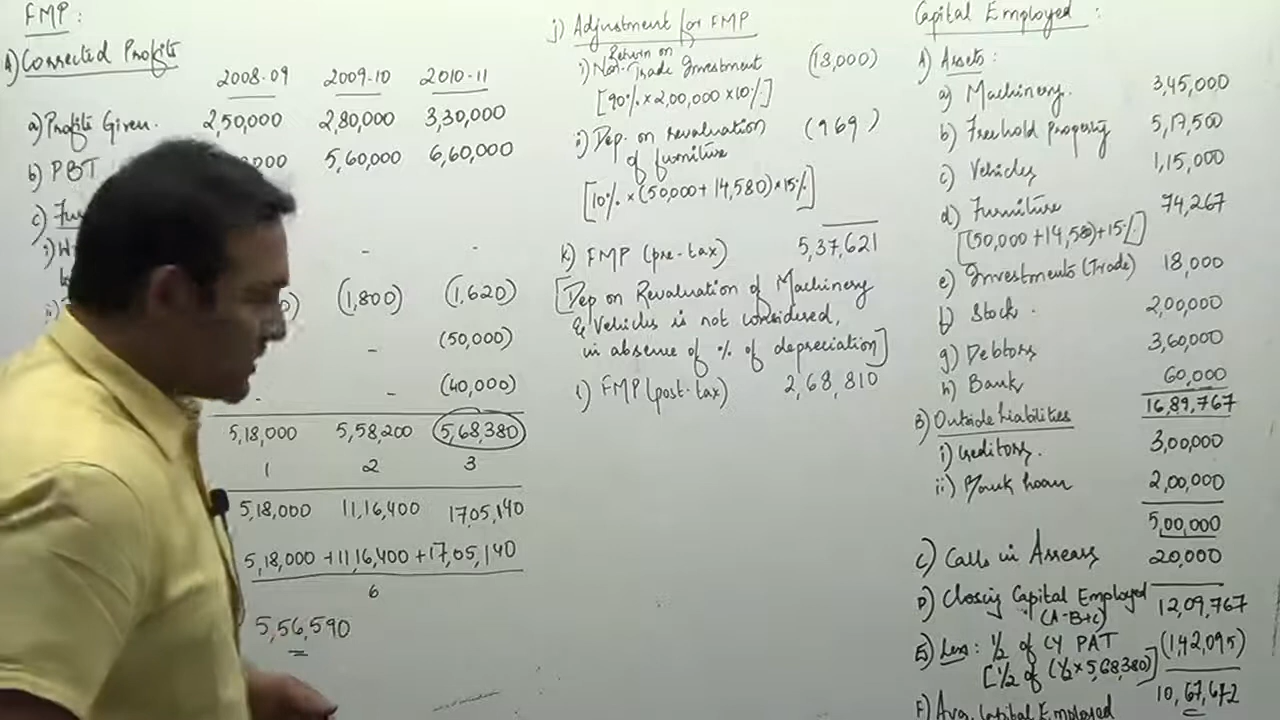 FMP:
A) Corrected Profits
2008-09 2009-10 2010-11
a) Profits Given. 2,50,000 2,80,000 3,30,000
b) PBT 5,60,000 6,60,000
c)
i) - -
ii) (1,800) (1,620)
- (50,000)
- - (40,000)
5,18,000 5,58,200 5,68,380
1 2 3
5,18,000 11,16,400 17,05,140
5,18,000 + 11,16,400 + 17,05,140
6
5,56,590
j) Adjustment for FMP
Return on
i) Non-Trade Investment (18,000)
[90% × 2,00,000 × 10%]
ii) Dep. on revaluation (969)
of furniture
[10% × (50,000 + 14,580) × 15%]
k) FMP (pre-tax) 5,37,621
[Dep on Revaluation of Machinery
& Vehicles is not considered,
in absence of % of depreciation]
l) FMP (post-tax) 2,68,810
Capital Employed :
A) Assets :
a) Machinery. 3,45,000
b) Freehold Property 5,17,500
c) Vehicles 1,15,000
d) Furniture 74,267
[(50,000 + 14,580) + 15%]
e) Investments (Trade) 18,000
f) Stock . 2,00,000
g) Debtors 3,60,000
h) Bank 60,000
16,89,767
B) Outside Liabilities
i) Creditors. 3,00,000
ii) Bank loan 2,00,000
5,00,000
C) Calls in Arrears 20,000
D) Closing Capital Employed 12,09,767
(A-B+C)
E) Less: ½ of CY PAT (1,42,095)
[½ of (½ × 5,68,380)]
10,67,672
F) Avg. Capital Employed